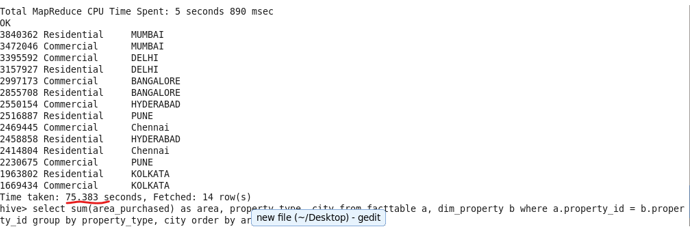 Total MapReduce CPU Time Spent: 5 seconds 890 msec
OK
3840362 Residential MUMBAI
3472046 Commercial MUMBAI
3395592 Commercial DELHI
3157927 Residential DELHI
2997173 Commercial BANGALORE
2855708 Residential BANGALORE
2550154 Commercial HYDERABAD
2516887 Residential PUNE
2469445 Commercial Chennai
2458858 Residential HYDERABAD
2414804 Residential Chennai
2230675 Commercial PUNE
1963802 Residential KOLKATA
1669434 Commercial KOLKATA
Time taken: 75.383 seconds, Fetched: 14 row(s)
hive> select sum(area_purchased) as area, property_type, city from facttable a, dim_property b where a.property_id = b.proper
ty_id group by property_type, city order by ar
new file (~/Desktop) - gedit